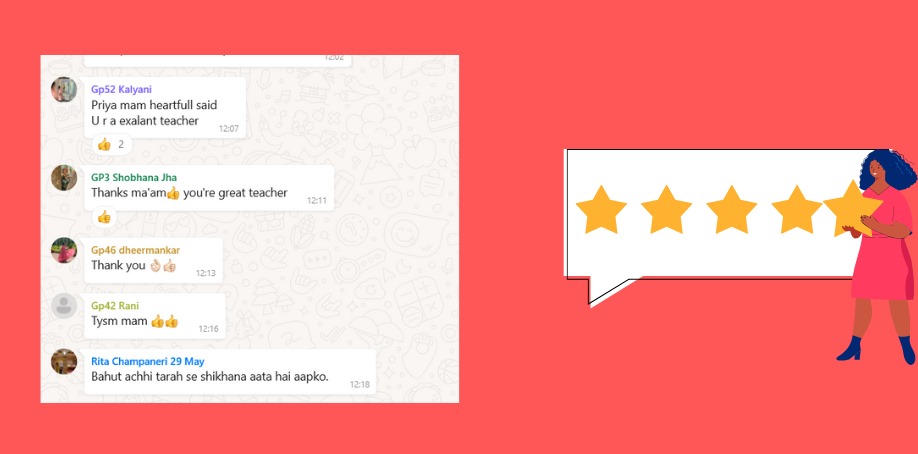 12:02
Gp52 Kalyani
Priya mam heartfull said
U r a exalant teacher
12:07
👍 2
GP3 Shobhana Jha
Thanks ma'am👍 you're great teacher
12:11
👍
Gp46 dheermankar
Thank you 👌🏻👍🏻
12:13
Gp42 Rani
Tysm mam 👍👍
12:16
Rita Champaneri 29 May
Bahut achhi tarah se shikhana aata hai aapko.
12:18